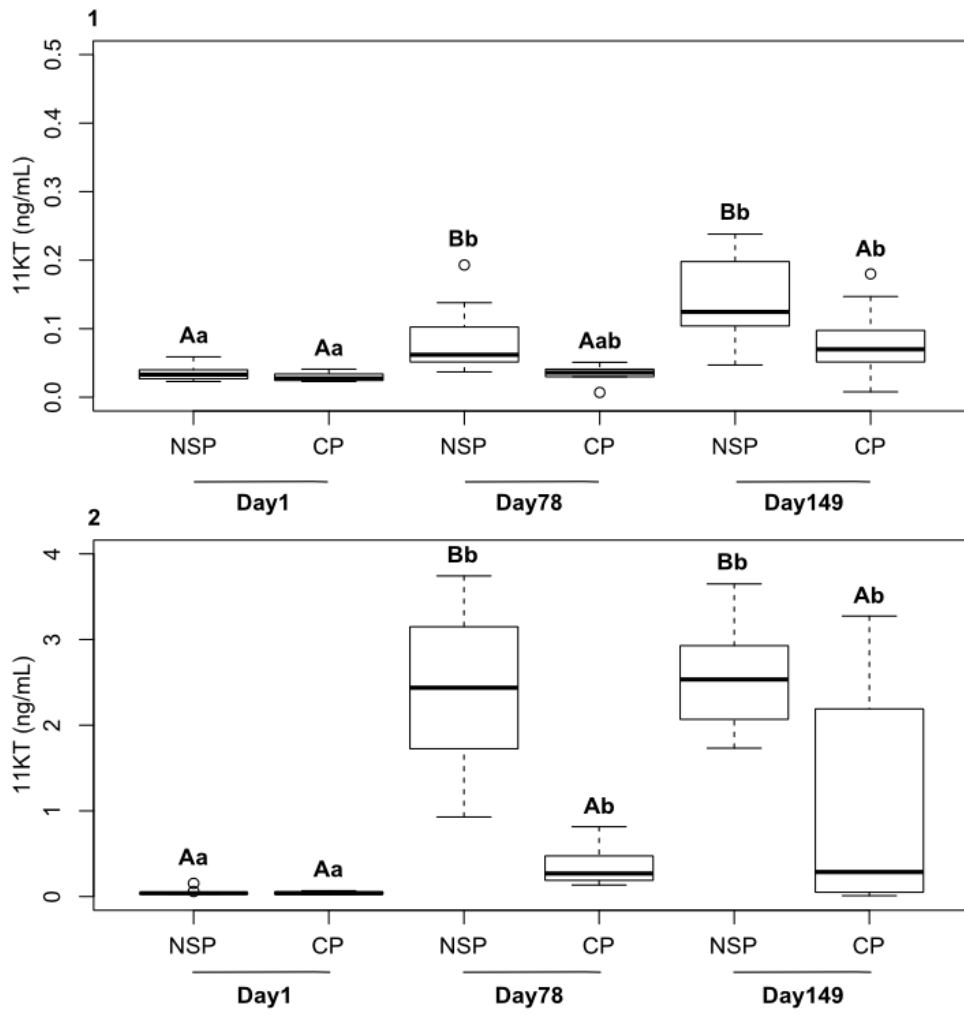 1
11KT (ng/mL)
0.5
0.4
0.3
0.2
0.1
0.0
Aa
Aa
Bb
Aab
Bb
Ab
NSP
CP
NSP
CP
NSP
CP
Day1
Day78
Day149
2
11KT (ng/mL)
4
3
2
1
0
Aa
Aa
Bb
Ab
Bb
Ab
NSP
CP
NSP
CP
NSP
CP
Day1
Day78
Day149